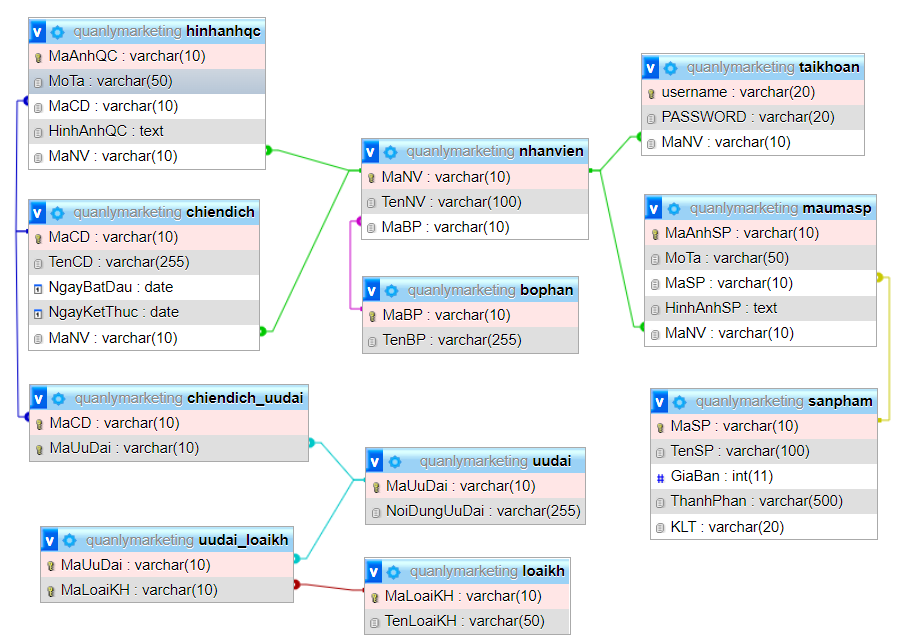 v quanlymarketing hinhanhqc
MaAnhQC : varchar(10)
MoTa : varchar(50)
MaCD : varchar(10)
HinhAnhQC : text
MaNV : varchar(10)
v quanlymarketing chiendich
MaCD : varchar(10)
TenCD : varchar(255)
NgayBatDau : date
NgayKetThuc : date
MaNV : varchar(10)
v quanlymarketing chiendich_uudai
MaCD : varchar(10)
MaUuDai : varchar(10)
v quanlymarketing uudai_loaikh
MaUuDai : varchar(10)
MaLoaiKH : varchar(10)
v quanlymarketing nhanvien
MaNV : varchar(10)
TenNV : varchar(100)
MaBP : varchar(10)
v quanlymarketing bophan
MaBP : varchar(10)
TenBP : varchar(255)
v quanlymarketing uudai
MaUuDai : varchar(10)
NoiDungUuDai : varchar(255)
v quanlymarketing loaikh
MaLoaiKH : varchar(10)
TenLoaiKH : varchar(50)
v quanlymarketing taikhoan
username : varchar(20)
PASSWORD : varchar(20)
MaNV : varchar(10)
v quanlymarketing maumasp
MaAnhSP : varchar(10)
MoTa : varchar(50)
MaSP : varchar(10)
HinhAnhSP : text
MaNV : varchar(10)
v quanlymarketing sanpham
MaSP : varchar(10)
TenSP : varchar(100)
# GiaBan : int(11)
ThanhPhan : varchar(500)
KLT : varchar(20)